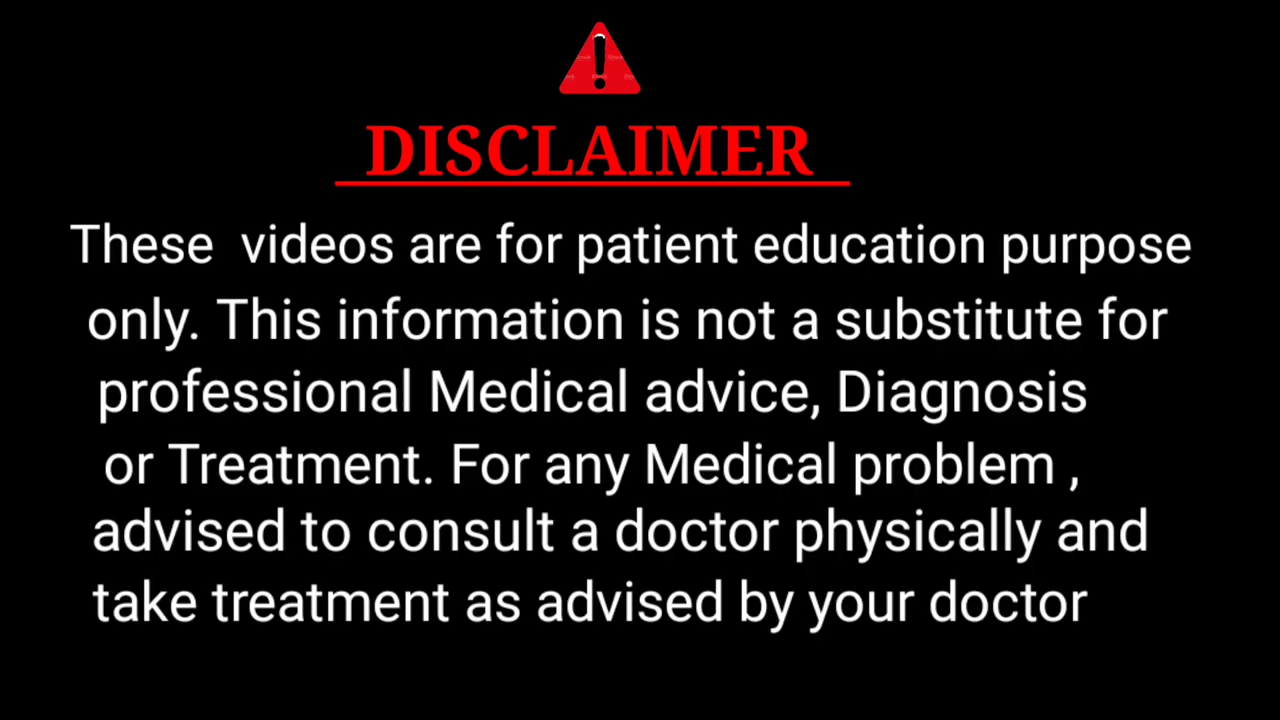 DISCLAIMER
These videos are for patient education purpose
only. This information is not a substitute for
professional Medical advice, Diagnosis
or Treatment. For any Medical problem ,
advised to consult a doctor physically and
take treatment as advised by your doctor